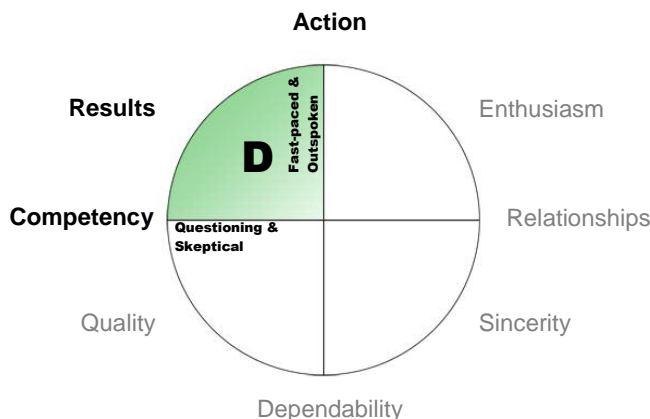 Action
Results
Enthusiasm
Fast-paced &
Outspoken
D
Competency
Relationships
Questioning &
Skeptical
Quality
Sincerity
Dependability